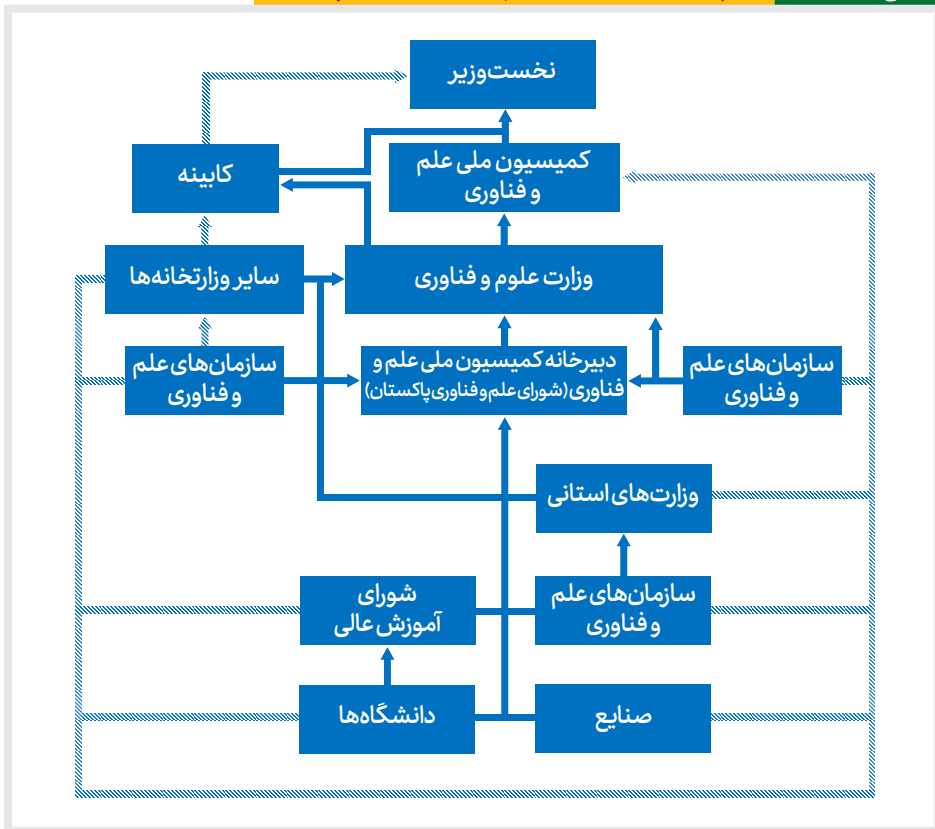 نخست‌وزیر
کمیسیون ملی علم
و فناوری
کابینه
وزارت علوم و فناوری
سایر وزارتخانه‌ها
سازمان‌های علم
و فناوری
دبیرخانه کمیسیون ملی علم و
فناوری (شورای علم و فناوری پاکستان)
سازمان‌های علم
و فناوری
وزارت‌های استانی
سازمان‌های علم
و فناوری
شورای
آموزش عالی
صنایع
دانشگاه‌ها